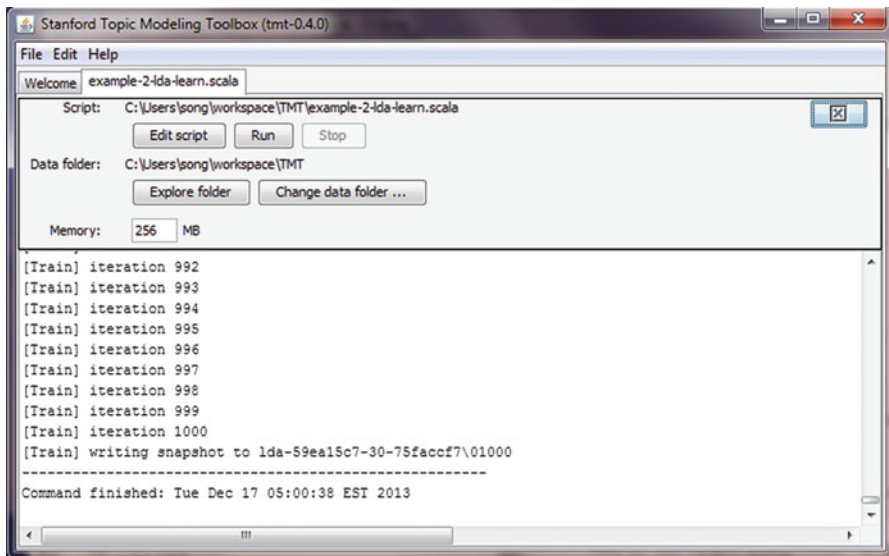 Stanford Topic Modeling Toolbox (tmt-0.4.0)
File Edit Help
Welcome example-2-lda-learn.scala
Script: C:\Users\song\workspace\TMT\example-2-lda-learn.scala
Edit script Run Stop
Data folder: C:\Users\song\workspace\TMT
Explore folder Change data folder ...
Memory: 256 MB
[Train] iteration 992
[Train] iteration 993
[Train] iteration 994
[Train] iteration 995
[Train] iteration 996
[Train] iteration 997
[Train] iteration 998
[Train] iteration 999
[Train] iteration 1000
[Train] writing snapshot to lda-59ea15c7-30-75faccf7\01000
--------------------------------------------------------
Command finished: Tue Dec 17 05:00:38 EST 2013